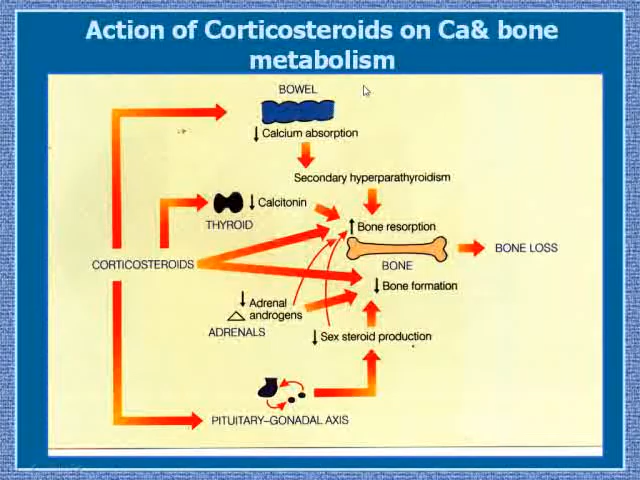 Action of Corticosteroids on Ca& bone
metabolism
BOWEL
↓ Calcium absorption
Secondary hyperparathyroidism
↓ Calcitonin
THYROID
↑ Bone resorption
CORTICOSTEROIDS
BONE
BONE LOSS
↓ Bone formation
↓ Adrenal
androgens
ADRENALS
↓ Sex steroid production
PITUITARY–GONADAL AXIS